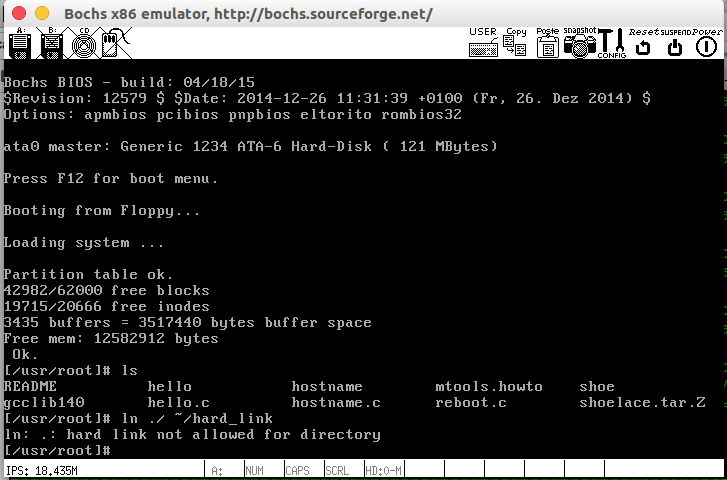 Bochs x86 emulator, http://bochs.sourceforge.net/
A: B: CD USER Copy Paste snapshot CONFIG Reset SUSPEND Power
Bochs BIOS - build: 04/18/15
$Revision: 12579 $ $Date: 2014-12-26 11:31:39 +0100 (Fr, 26. Dez 2014) $
Options: apmbios pcibios pnpbios eltorito rombios32
ata0 master: Generic 1234 ATA-6 Hard-Disk ( 121 MBytes)
Press F12 for boot menu.
Booting from Floppy...
Loading system ...
Partition table ok.
42982/62000 free blocks
19715/20666 free inodes
3435 buffers = 3517440 bytes buffer space
Free mem: 12582912 bytes
 Ok.
[/usr/root]# ls
README hello hostname mtools.howto shoe
gcclib140 hello.c hostname.c reboot.c shoelace.tar.Z
[/usr/root]# ln ./ ~/hard_link
ln: .: hard link not allowed for directory
[/usr/root]#
IPS: 18.435M A: NUM CAPS SCRL HD:0-M